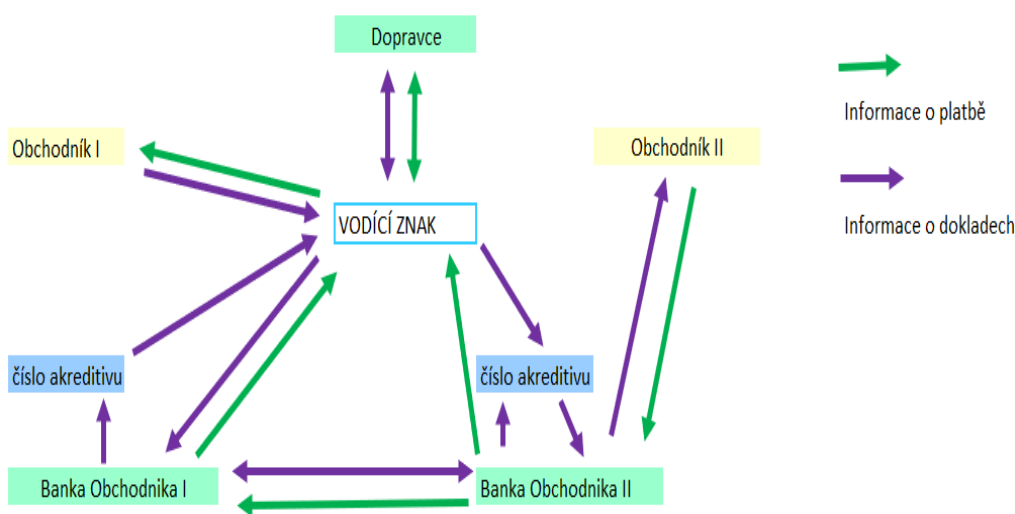 Dopravce
Informace o platbě
Obchodník I
Obchodník II
VODÍCÍ ZNAK
Informace o dokladech
číslo akreditivu
číslo akreditivu
Banka Obchodnika I
Banka Obchodnika II